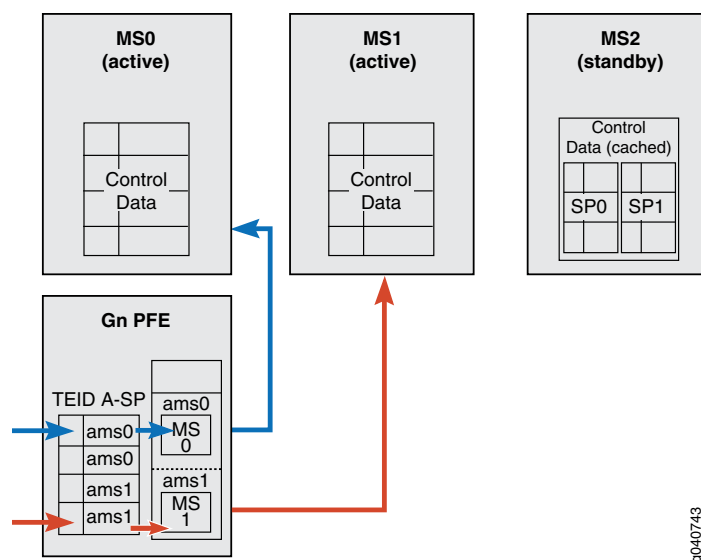 MS0
(active)
Control
Data
MS1
(active)
Control
Data
MS2
(standby)
Control
Data (cached)
SP0
SP1
Gn PFE
TEID A-SP
ams0
ams0
ams1
ams1
ams0
MS
0
ams1
MS
1
g040743